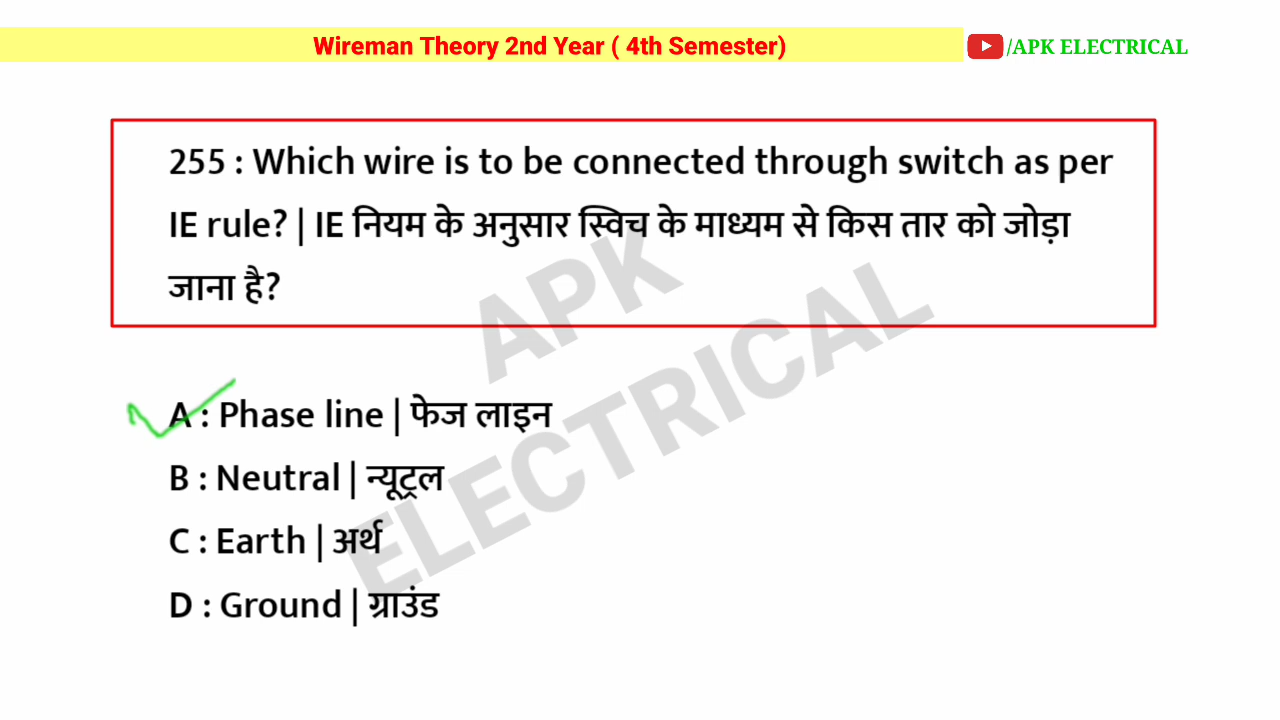 Wireman Theory 2nd Year ( 4th Semester)
/APK ELECTRICAL
255 : Which wire is to be connected through switch as per
IE rule? | IE नियम के अनुसार स्विच के माध्यम से किस तार को जोड़ा
जाना है?
A : Phase line | फेज लाइन
B : Neutral | न्यूट्रल
C : Earth | अर्थ
D : Ground | ग्राउंड
APK
ELECTRICAL